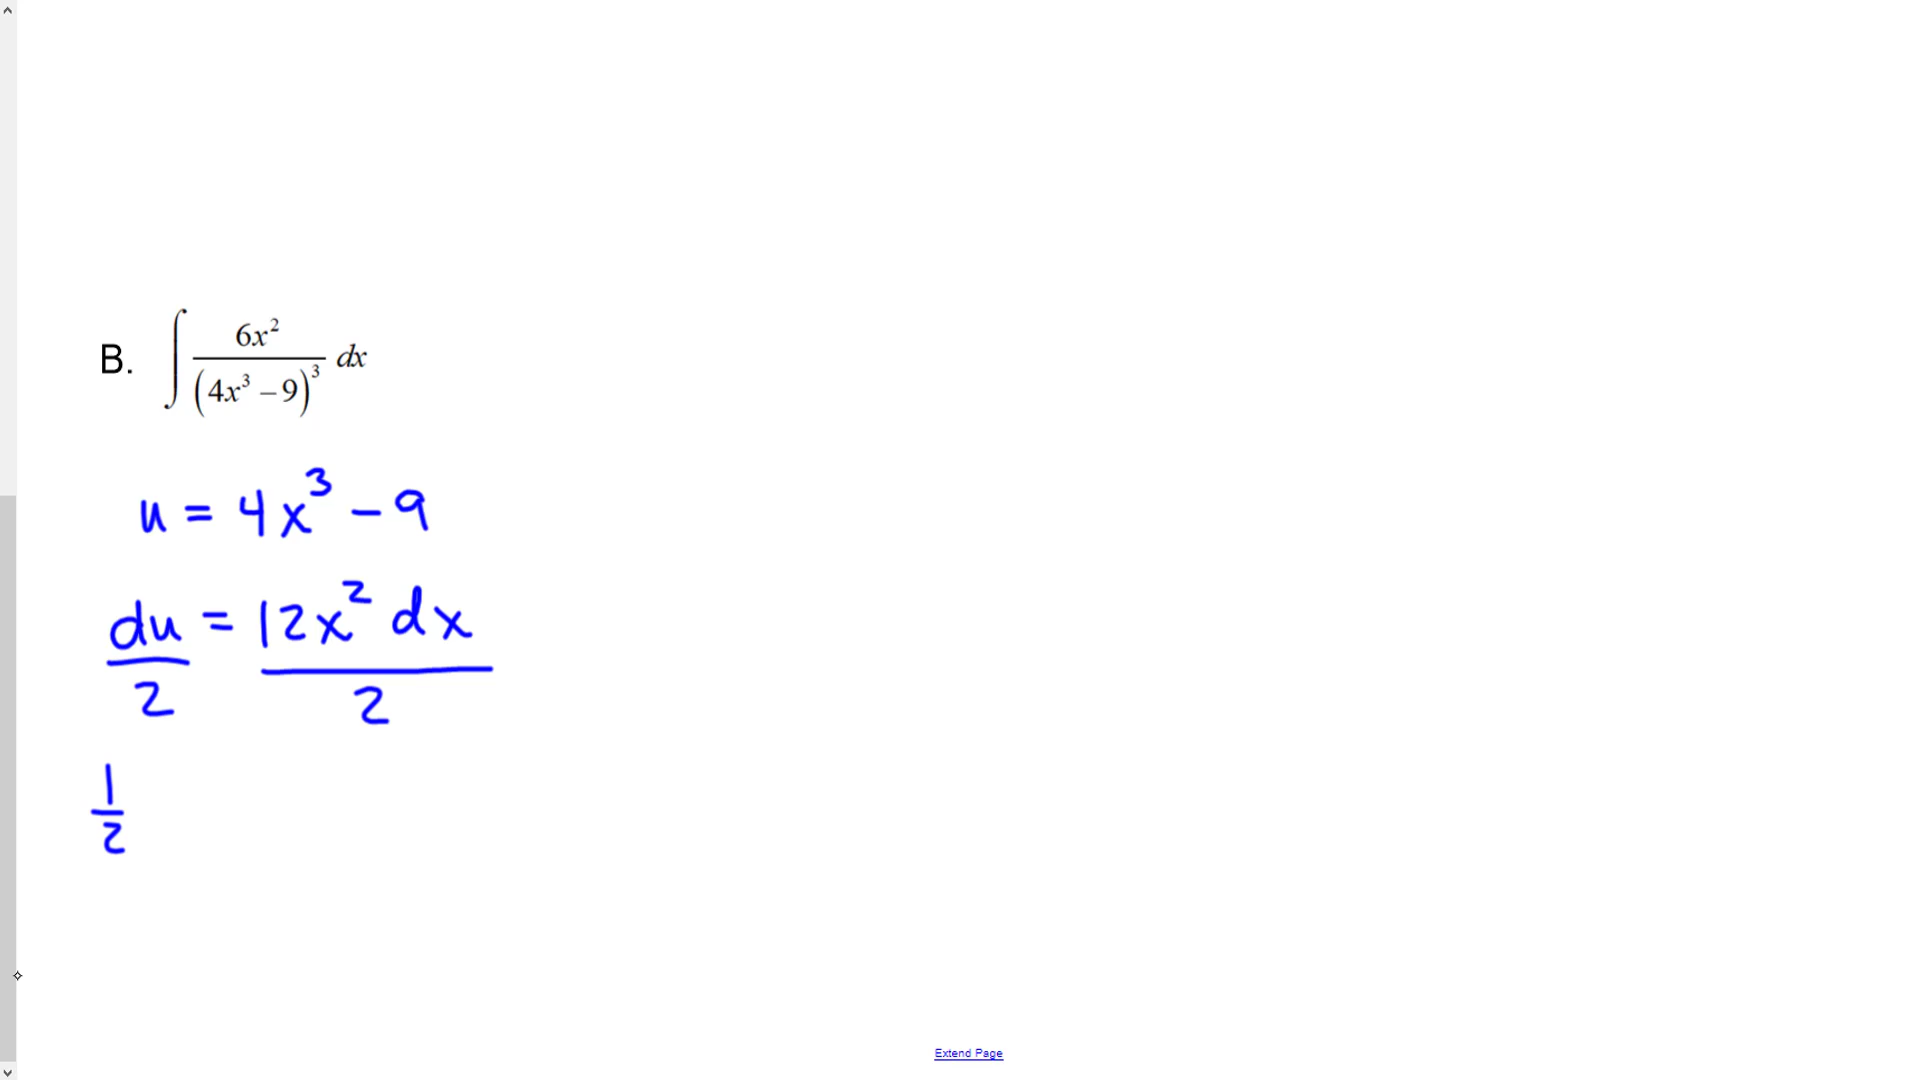 B. ∫ 6x² / (4x³ – 9)³ dx
u = 4x³ – 9
du/2 = 12x² dx/2
1/2
Extend Page